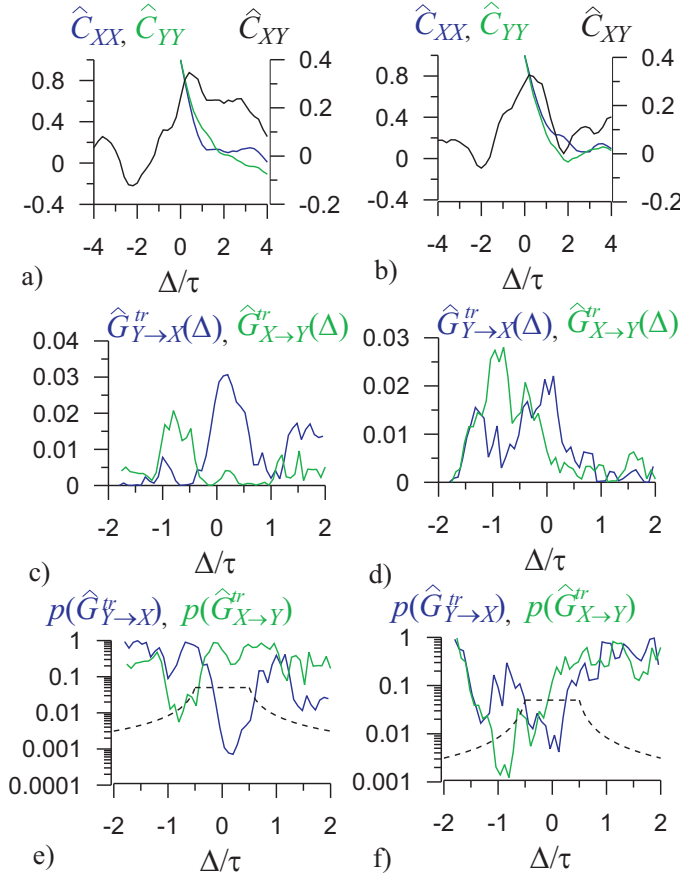 Ĉ_XX, Ĉ_YY Ĉ_XY
0.8 0.4 0 -0.4
0.4 0.2 0 -0.2
-4 -2 0 2 4
a) Δ/τ
Ĉ_XX, Ĉ_YY Ĉ_XY
0.8 0.4 0 -0.4
0.4 0.2 0 -0.2
-4 -2 0 2 4
b) Δ/τ
Ĝ^tr_Y→X(Δ), Ĝ^tr_X→Y(Δ)
0.04 0.03 0.02 0.01 0
-2 -1 0 1 2
c) Δ/τ
Ĝ^tr_Y→X(Δ), Ĝ^tr_X→Y(Δ)
0.03 0.02 0.01 0
-2 -1 0 1 2
d) Δ/τ
p(Ĝ^tr_Y→X), p(Ĝ^tr_X→Y)
1 0.1 0.01 0.001 0.0001
-2 -1 0 1 2
e) Δ/τ
p(Ĝ^tr_Y→X), p(Ĝ^tr_X→Y)
1 0.1 0.01 0.001
-2 -1 0 1 2
f) Δ/τ